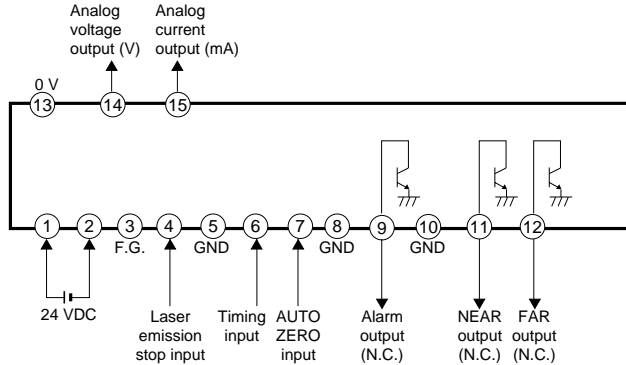 Analog
voltage
output (V)
Analog
current
output (mA)
0 V
13
14
15
1
2
3
4
5
6
7
8
9
10
11
12
F.G.
GND
GND
GND
24 VDC
Laser
emission
stop input
Timing
input
AUTO
ZERO
input
Alarm
output
(N.C.)
NEAR
output
(N.C.)
FAR
output
(N.C.)